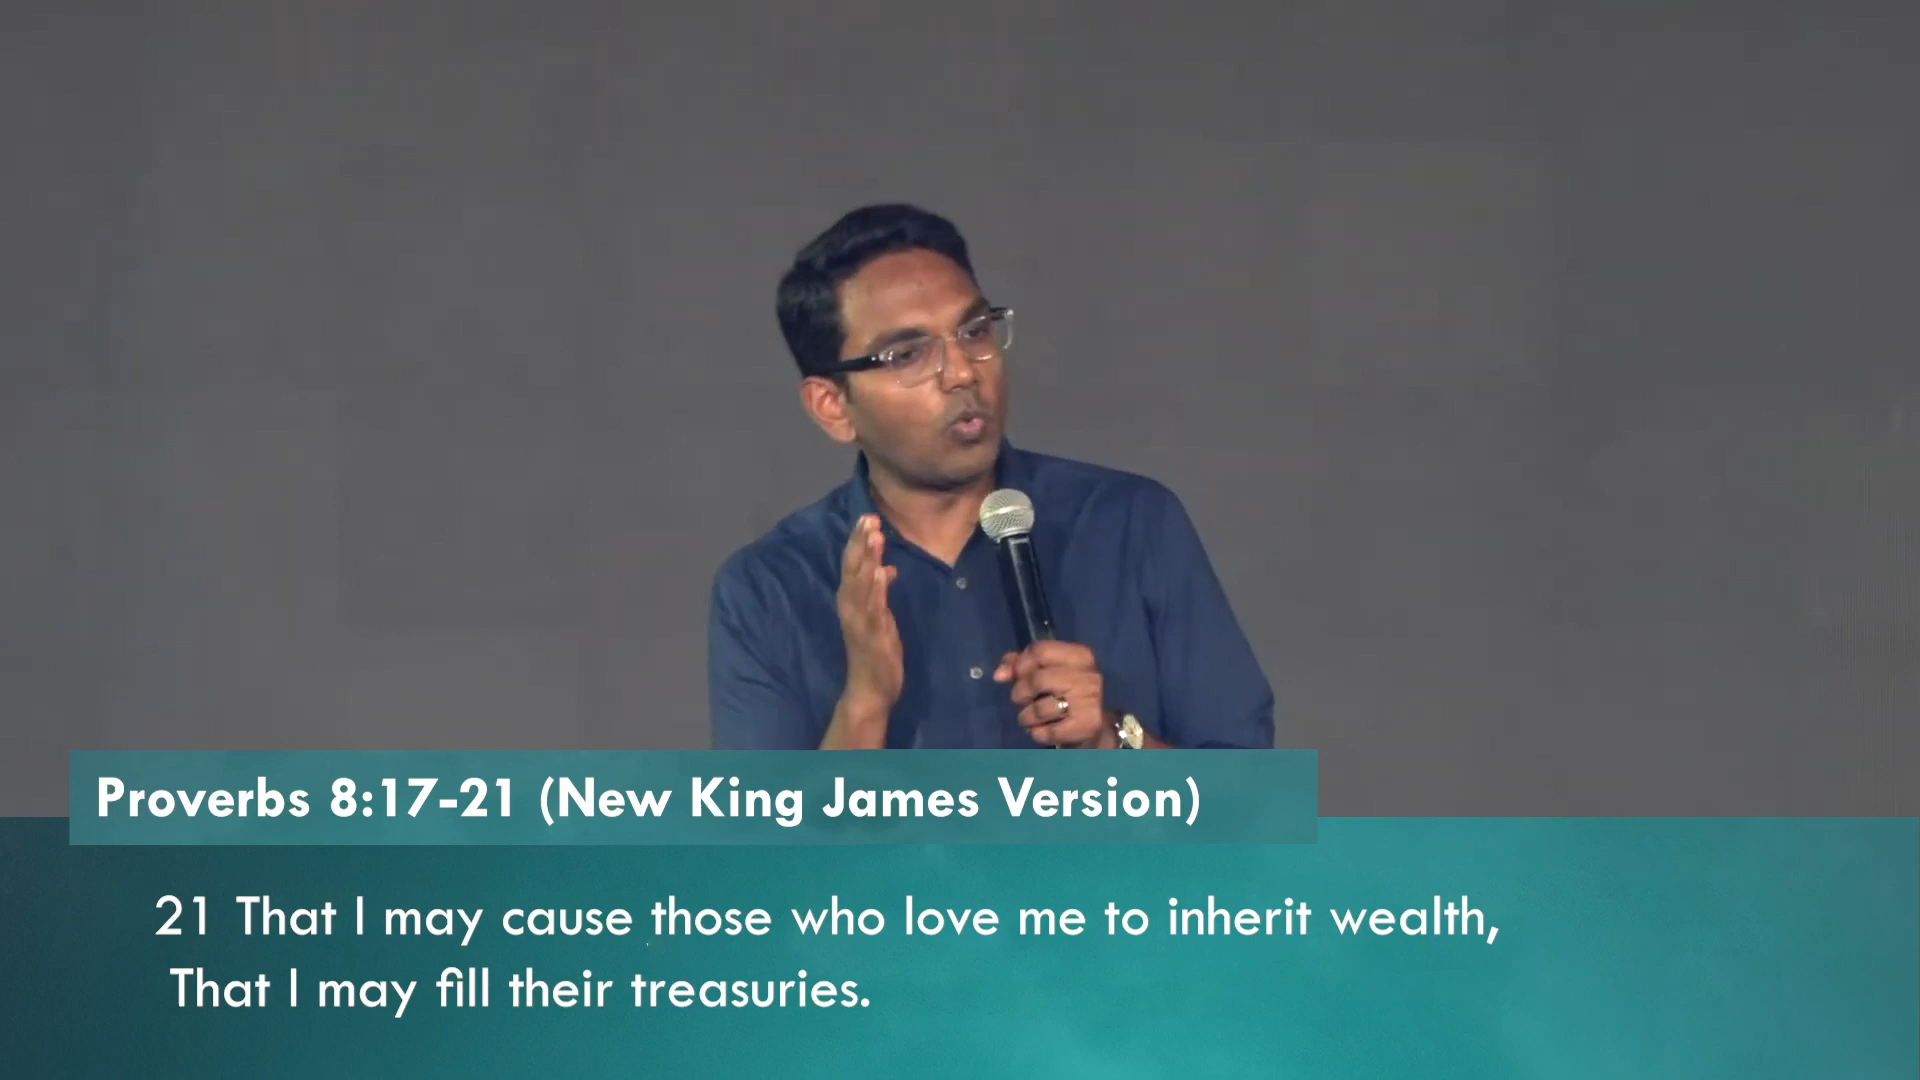 Proverbs 8:17-21 (New King James Version)
21 That I may cause those who love me to inherit wealth,
That I may fill their treasuries.